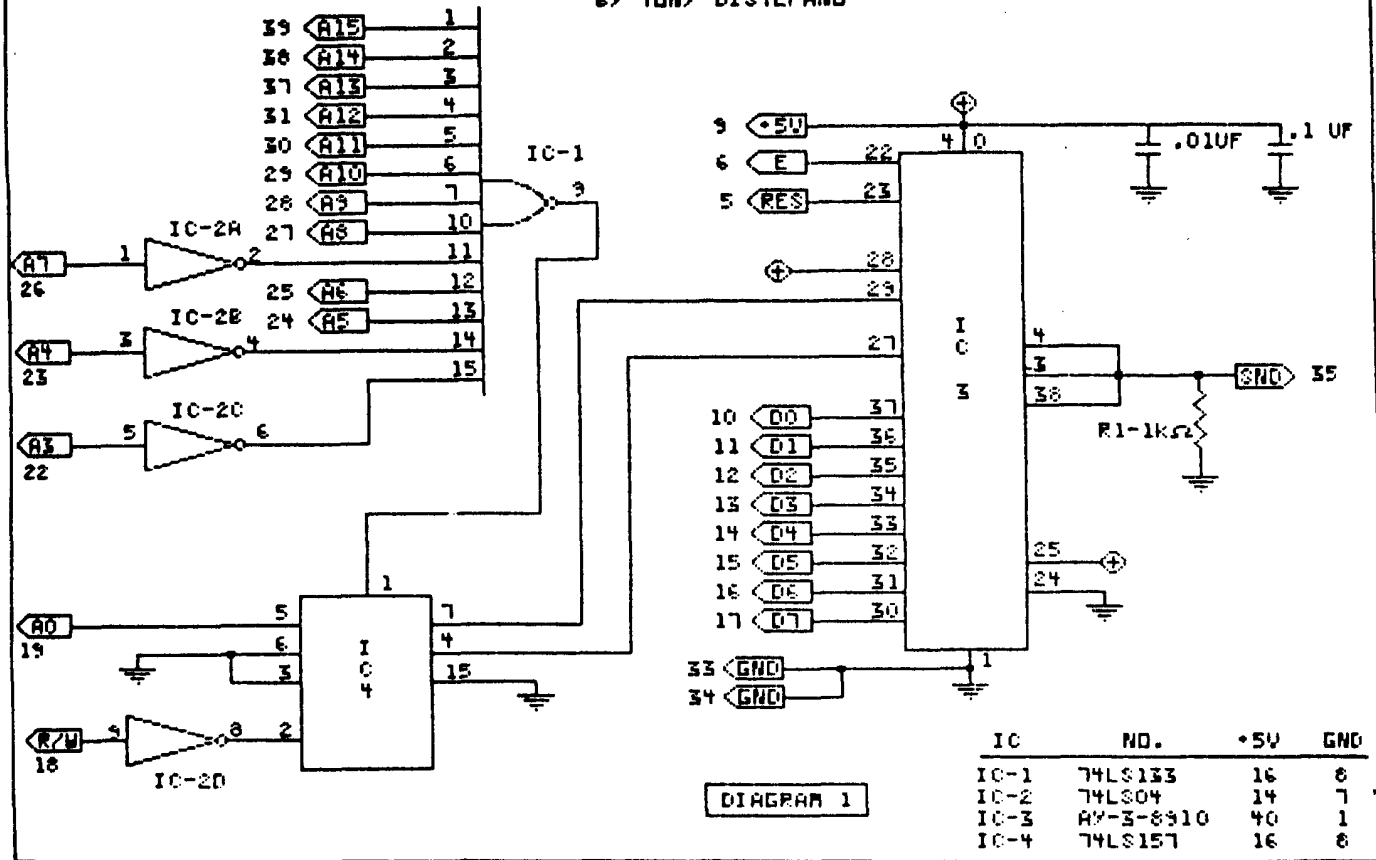 BY TONY DISTEFANO
39 A15 1
38 A14 2
37 A13 3
31 A12 4
30 A11 5
29 A10 6
28 A9 7
27 A8 10
IC-1
9
IC-2A
A7 1 2 11
26
25 A6 12
24 A5 13
IC-2B
A4 3 4 14
23
15
IC-2C
A3 5 6
22
1
A0 5 7
19
6 4
3 15
IC4
R/W 9 8 2
18
IC-2D
9 +5V 40
6 E 22
5 RES 23
28
29
27
IC3
.01UF
.1 UF
4
3
38
SND 35
R1-1kΩ
10 D0 37
11 D1 36
12 D2 35
13 D3 34
14 D4 33
15 D5 32
16 D6 31
17 D7 30
25
24
33 GND 1
34 GND
DIAGRAM 1
IC NO. +5V GND
IC-1 74LS133 16 8
IC-2 74LS04 14 7
IC-3 AY-3-8910 40 1
IC-4 74LS157 16 8